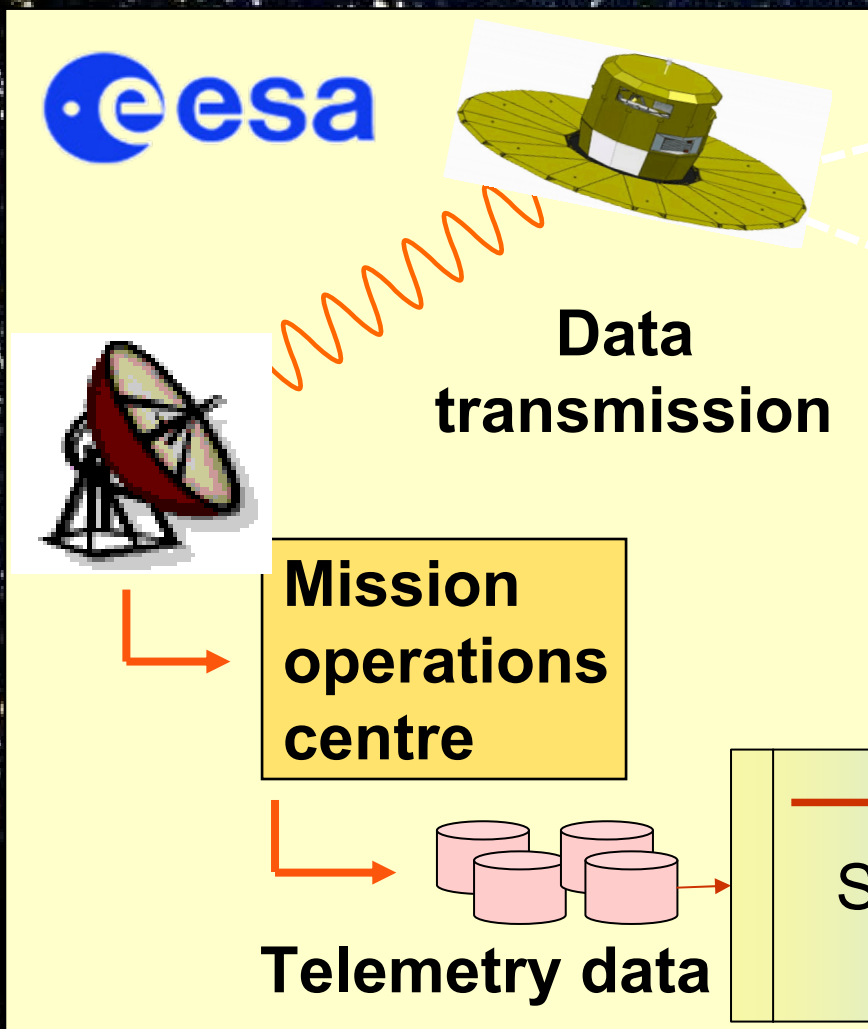 esa
Data
transmission
Mission
operations
centre
Telemetry data
S